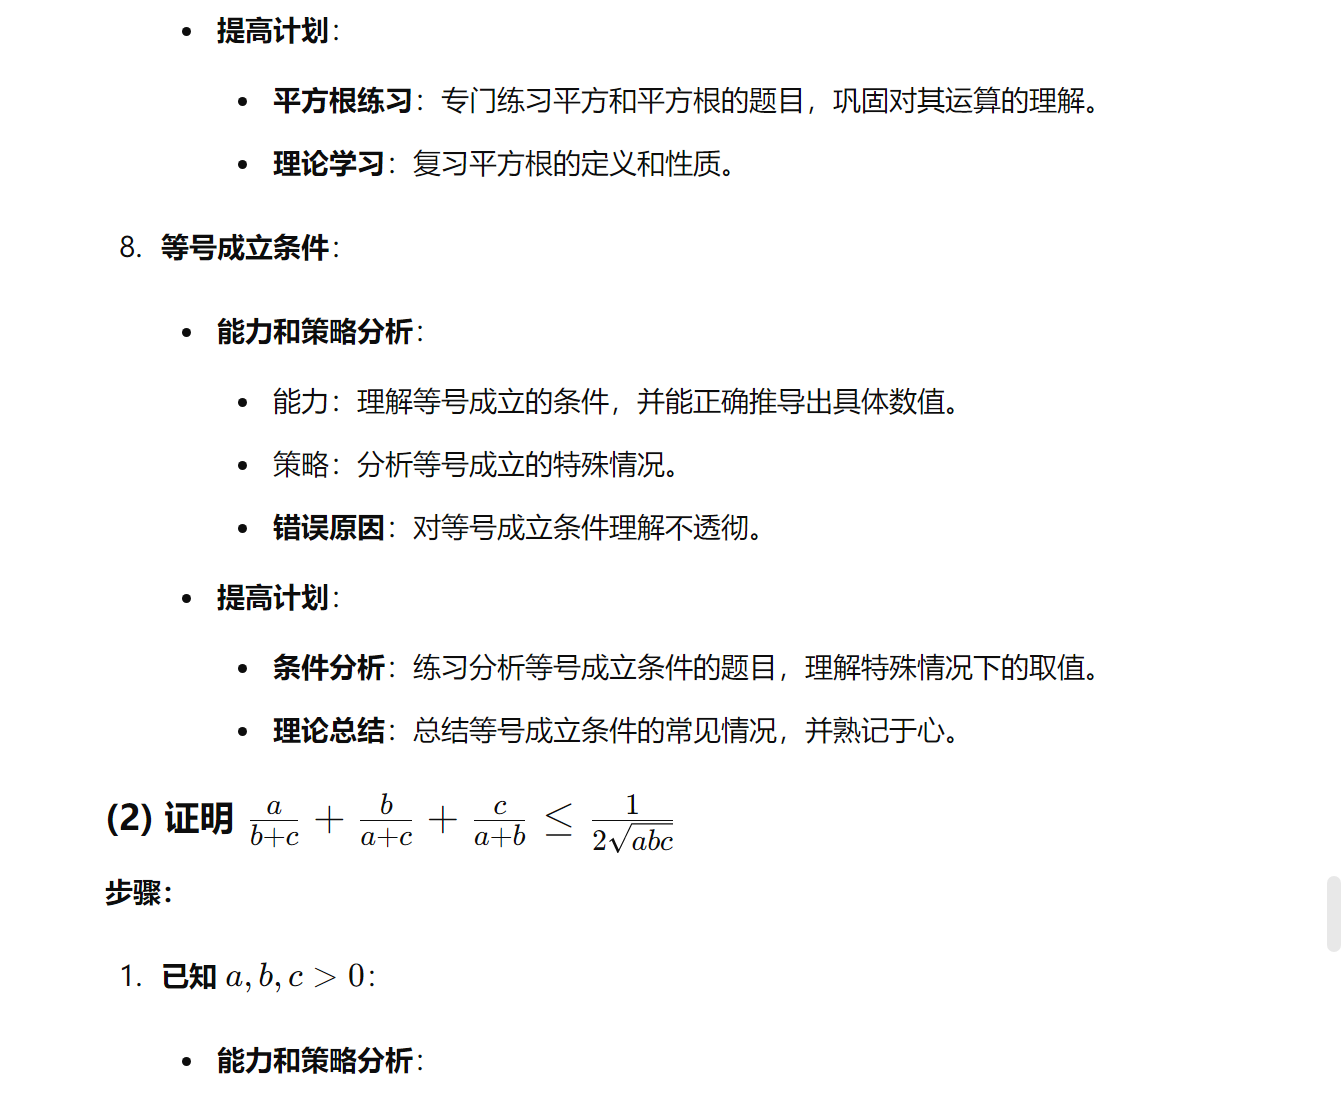 • 提高计划：
• 平方根练习：专门练习平方和平方根的题目，巩固对其运算的理解。
• 理论学习：复习平方根的定义和性质。
8. 等号成立条件：
• 能力和策略分析：
• 能力：理解等号成立的条件，并能正确推导出具体数值。
• 策略：分析等号成立的特殊情况。
• 错误原因：对等号成立条件理解不透彻。
• 提高计划：
• 条件分析：练习分析等号成立条件的题目，理解特殊情况下的取值。
• 理论总结：总结等号成立条件的常见情况，并熟记于心。
(2) 证明 \frac{a}{b+c} + \frac{b}{a+c} + \frac{c}{a+b} ≤ \frac{1}{2\sqrt{abc}}
步骤：
1. 已知 a, b, c > 0：
• 能力和策略分析：